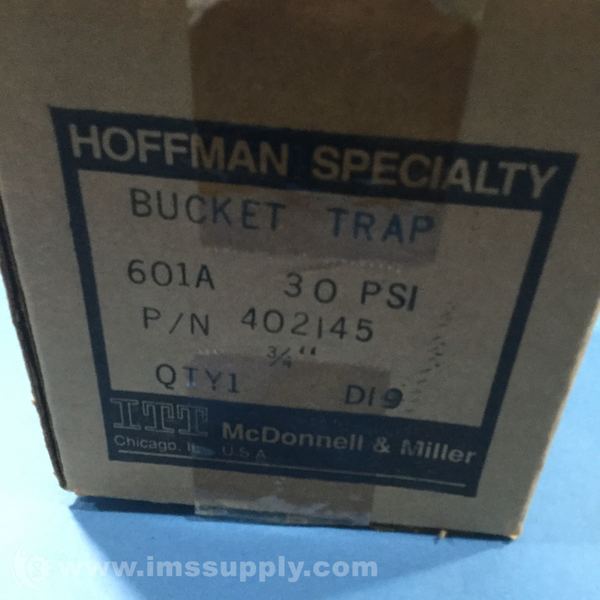 HOFFMAN SPECIALTY
BUCKET TRAP
601A 30 PSI
P/N 402145
3/4"
QTY1 D19
ITT McDonnell & Miller
Chicago, IL U.S.A
www.imssupply.com